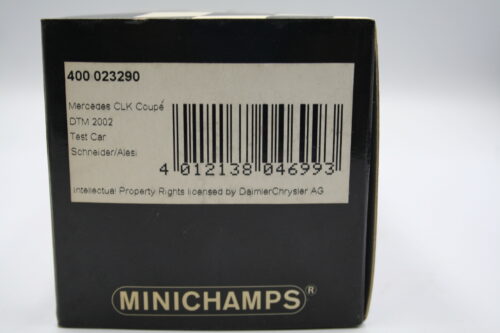 400 023290
Mercedes CLK Coupé
DTM 2002
Test Car
Schneider/Alesi
4 012138 046993
Intellectual Property Rights licensed by DaimlerChrysler AG
MINICHAMPS®